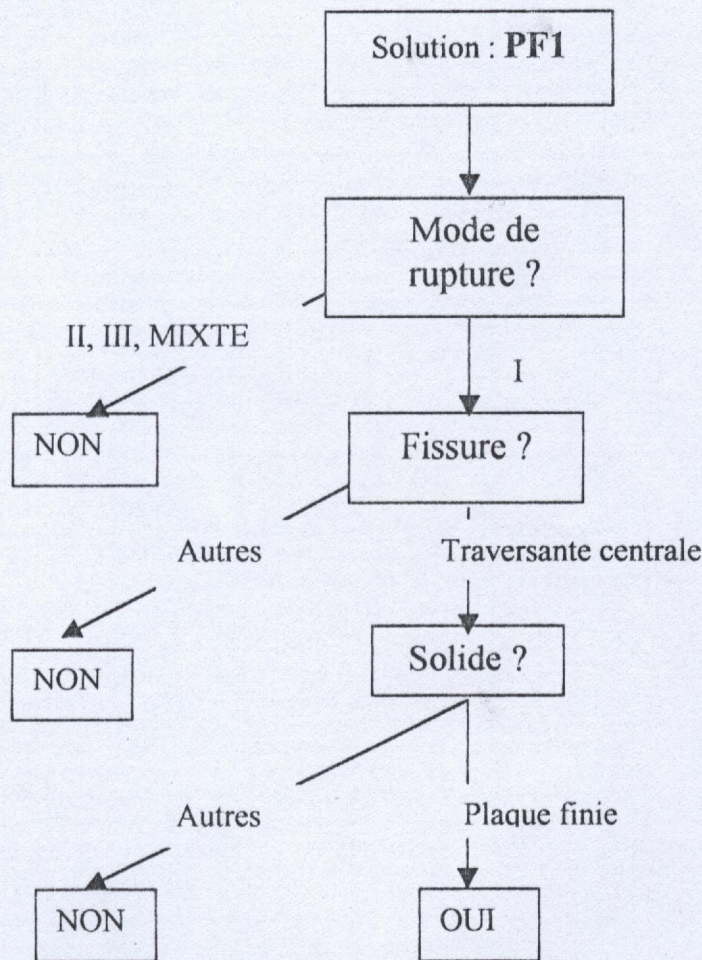 Solution : PF1
Mode de
rupture ?
II, III, MIXTE
I
NON
Fissure ?
Autres
Traversante centrale
NON
Solide ?
Autres
Plaque finie
NON
OUI